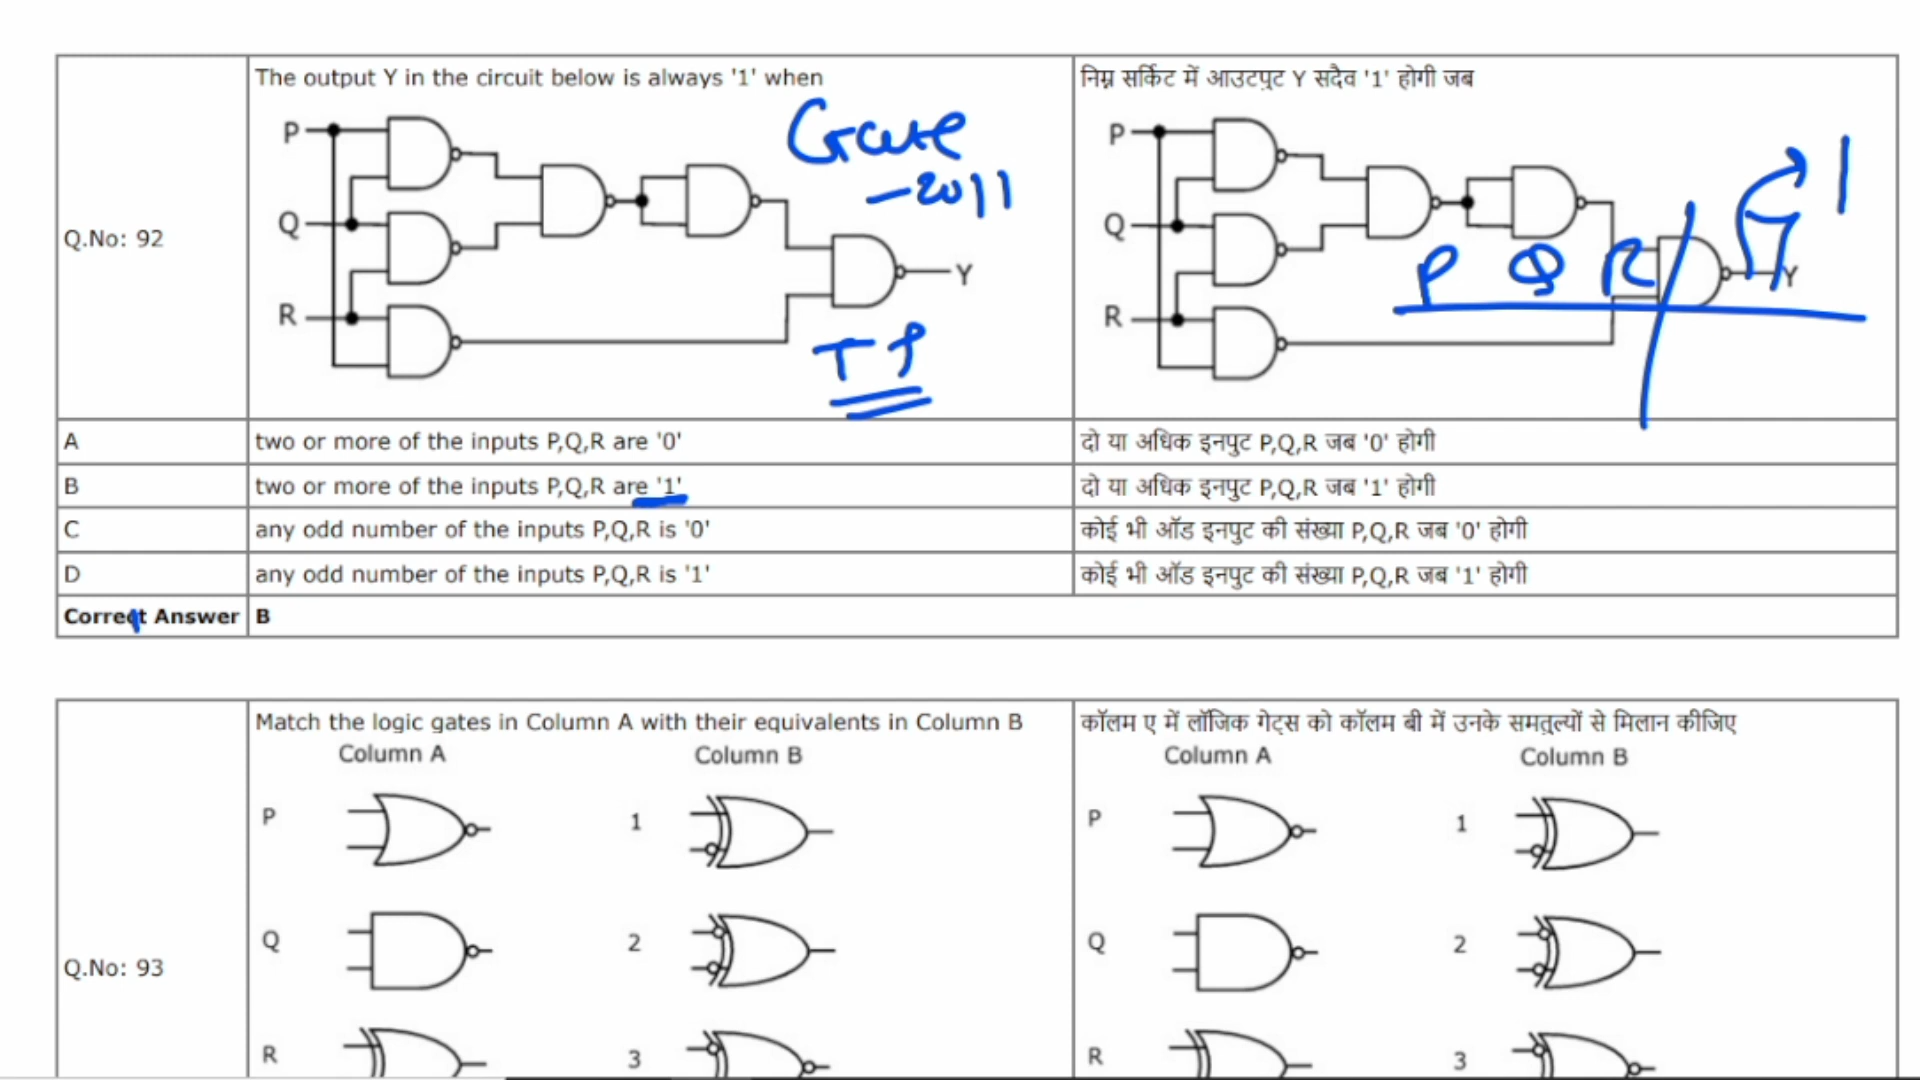 The output Y in the circuit below is always '1' when
निम्न सर्किट में आउटपुट Y सदैव '1' होगी जब
P
Q
R
Y
Gate
-2011
P
Q
R
Y
P Q R Y 1
Q.No: 92
A
two or more of the inputs P,Q,R are '0'
दो या अधिक इनपुट P,Q,R जब '0' होगी
B
two or more of the inputs P,Q,R are '1'
दो या अधिक इनपुट P,Q,R जब '1' होगी
C
any odd number of the inputs P,Q,R is '0'
कोई भी ऑड इनपुट की संख्या P,Q,R जब '0' होगी
D
any odd number of the inputs P,Q,R is '1'
कोई भी ऑड इनपुट की संख्या P,Q,R जब '1' होगी
Correct Answer
B
Match the logic gates in Column A with their equivalents in Column B
कॉलम ए में लॉजिक गेट्स को कॉलम बी में उनके समतुल्यों से मिलान कीजिए
Column A Column B
Column A Column B
P 1
P 1
Q 2
Q 2
Q.No: 93
R 3
R 3